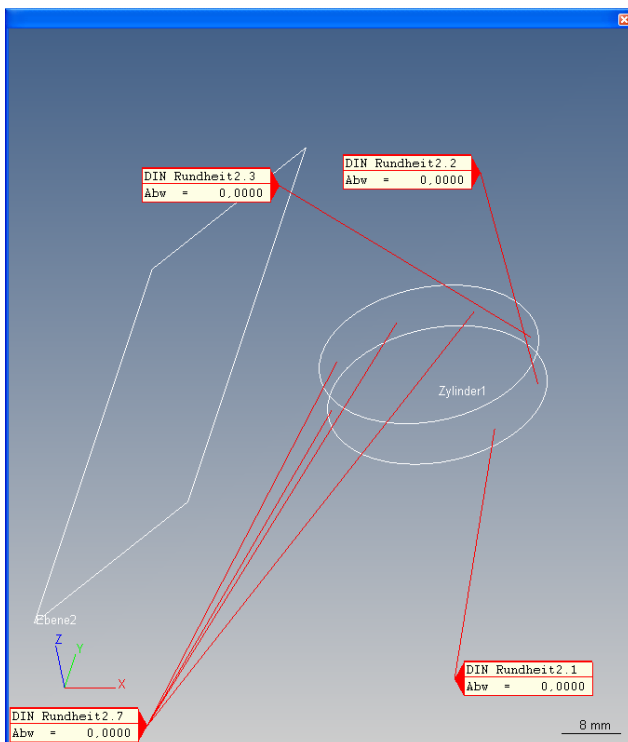 DIN Rundheit2.2
Abw = 0,0000
DIN Rundheit2.3
Abw = 0,0000
Zylinder1
Ebene2
Z
Y
X
DIN Rundheit2.1
Abw = 0,0000
DIN Rundheit2.7
Abw = 0,0000
8 mm